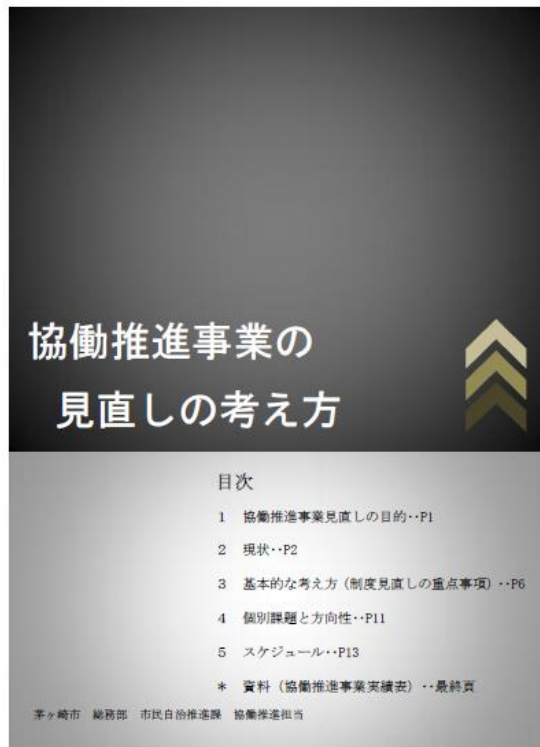 協働推進事業の
見直しの考え方
目次
1 協働推進事業見直しの目的‥P1
2 現状‥P2
3 基本的な考え方（制度見直しの重点事項）‥P6
4 個別課題と方向性‥P11
5 スケジュール‥P13
* 資料（協働推進事業実績表）‥最終頁
茅ヶ崎市 総務部 市民自治推進課 協働推進担当